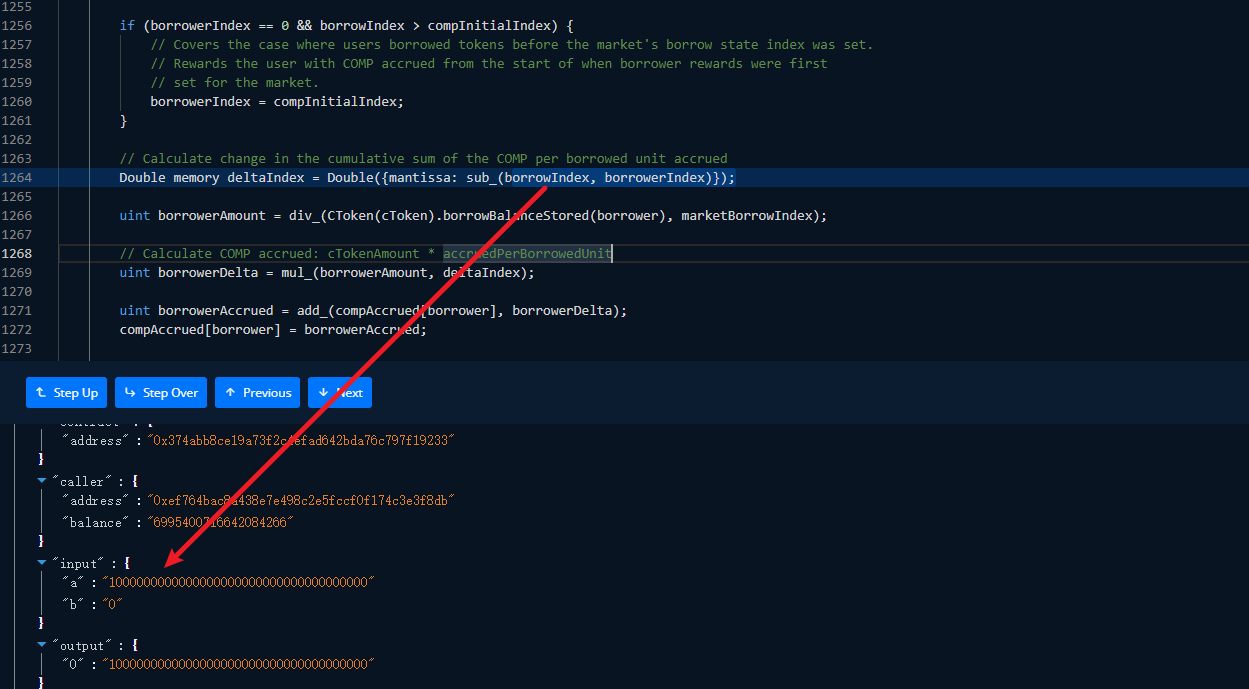 1255
1256 if (borrowerIndex == 0 && borrowIndex > compInitialIndex) {
1257 // Covers the case where users borrowed tokens before the market's borrow state index was set.
1258 // Rewards the user with COMP accrued from the start of when borrower rewards were first
1259 // set for the market.
1260 borrowerIndex = compInitialIndex;
1261 }
1262
1263 // Calculate change in the cumulative sum of the COMP per borrowed unit accrued
1264 Double memory deltaIndex = Double({mantissa: sub_(borrowIndex, borrowerIndex)});
1265
1266 uint borrowerAmount = div_(CToken(cToken).borrowBalanceStored(borrower), marketBorrowIndex);
1267
1268 // Calculate COMP accrued: cTokenAmount * accruedPerBorrowedUnit
1269 uint borrowerDelta = mul_(borrowerAmount, deltaIndex);
1270
1271 uint borrowerAccrued = add_(compAccrued[borrower], borrowerDelta);
1272 compAccrued[borrower] = borrowerAccrued;
1273
Step Up Step Over Previous Next
"address" :
}
"caller" : {
"address" : "0xef764bac8a438e7e498c2e5fccf0f174c3e3f8db"
"balance" :
}
"input" : {
"a" : "1000000000000000000000000000000000000"
"b" : "0"
}
"output" : {
"0" : "1000000000000000000000000000000000000"
}